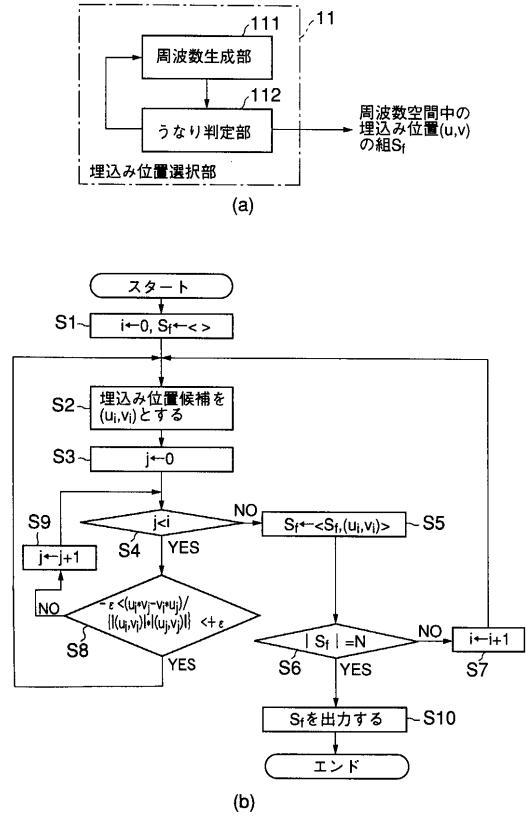 11
111
周波数生成部
112
うなり判定部
周波数空間中の
埋込み位置(u,v)
の組Sf
埋込み位置選択部
(a)
スタート
S1
i←0, Sf←< >
S2
埋込み位置候補を
(ui,vi)とする
S3
j←0
S9
j←j+1
j<i
S4
NO
YES
Sf←<Sf,(ui,vi)>
S5
-ε<(ui*vj-vi*uj)/
{|(ui,vi)|*|(uj,vj)|} <+ε
NO
S8
YES
| Sf | =N
S6
NO
YES
i←i+1
S7
Sfを出力する
S10
エンド
(b)